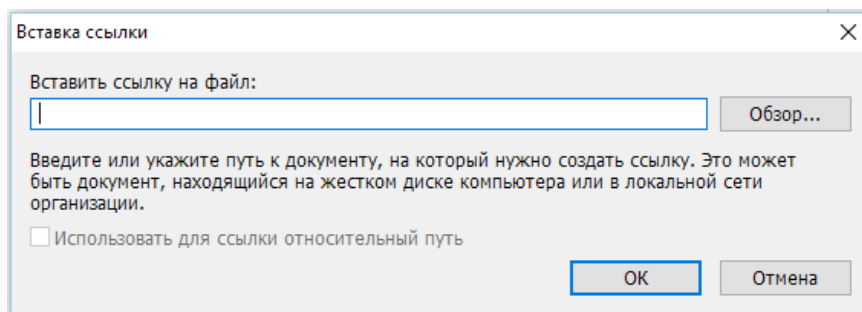 Вставка ссылки
Вставить ссылку на файл:
Обзор...
Введите или укажите путь к документу, на который нужно создать ссылку. Это может
быть документ, находящийся на жестком диске компьютера или в локальной сети
организации.
Использовать для ссылки относительный путь
ОК Отмена